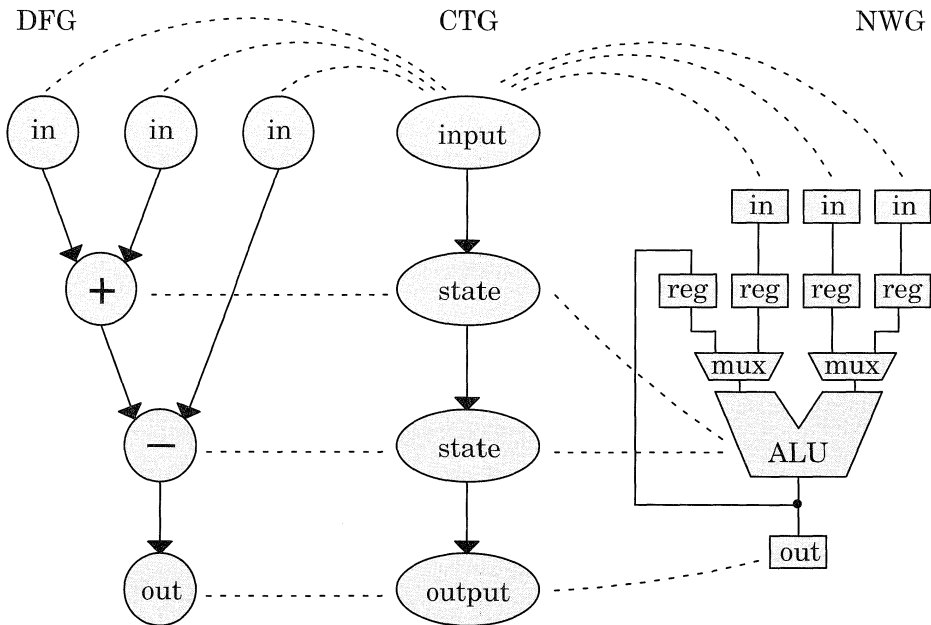 DFG CTG NWG
in in in input
in in in
+ state reg reg reg reg
mux mux
− state ALU
out
out output